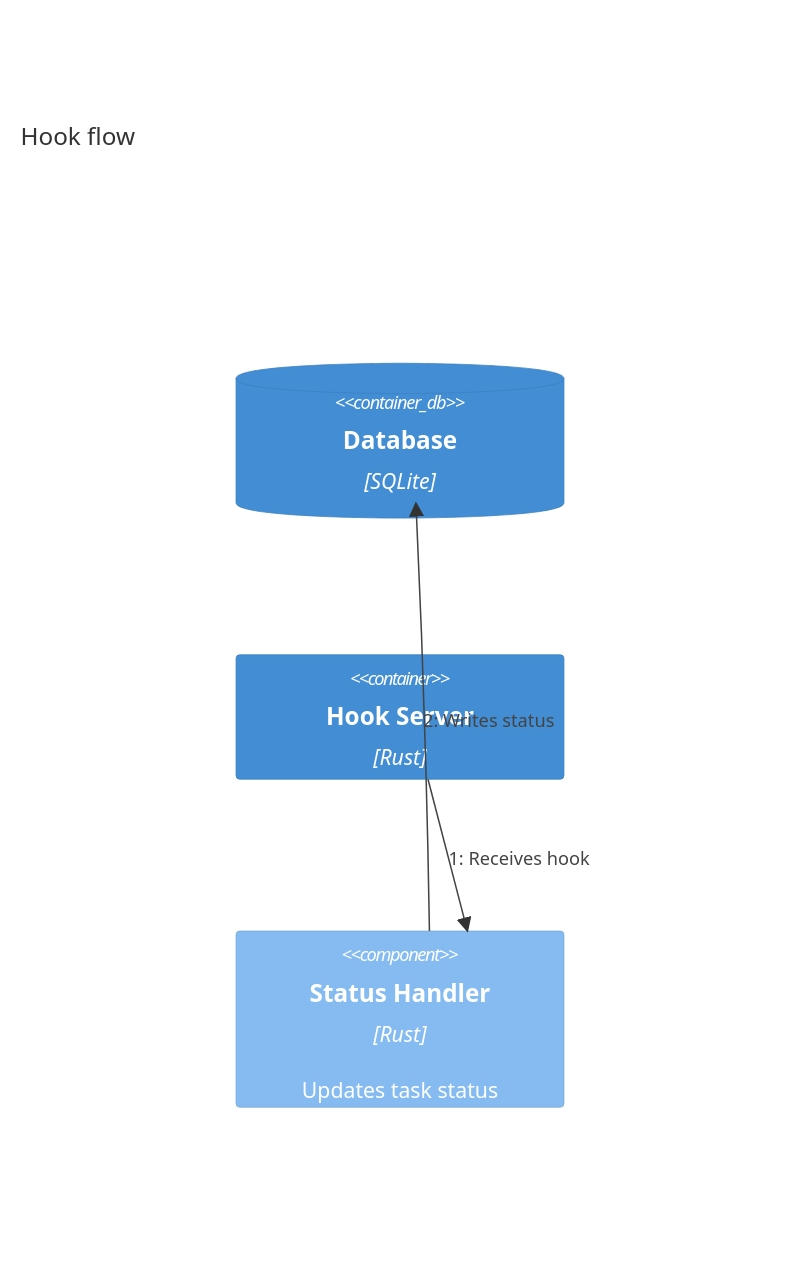 Hook flow
<<container_db>>
Database
[SQLite]
<<container>>
Hook Server
2: Writes status
[Rust]
1: Receives hook
<<component>>
Status Handler
[Rust]
Updates task status